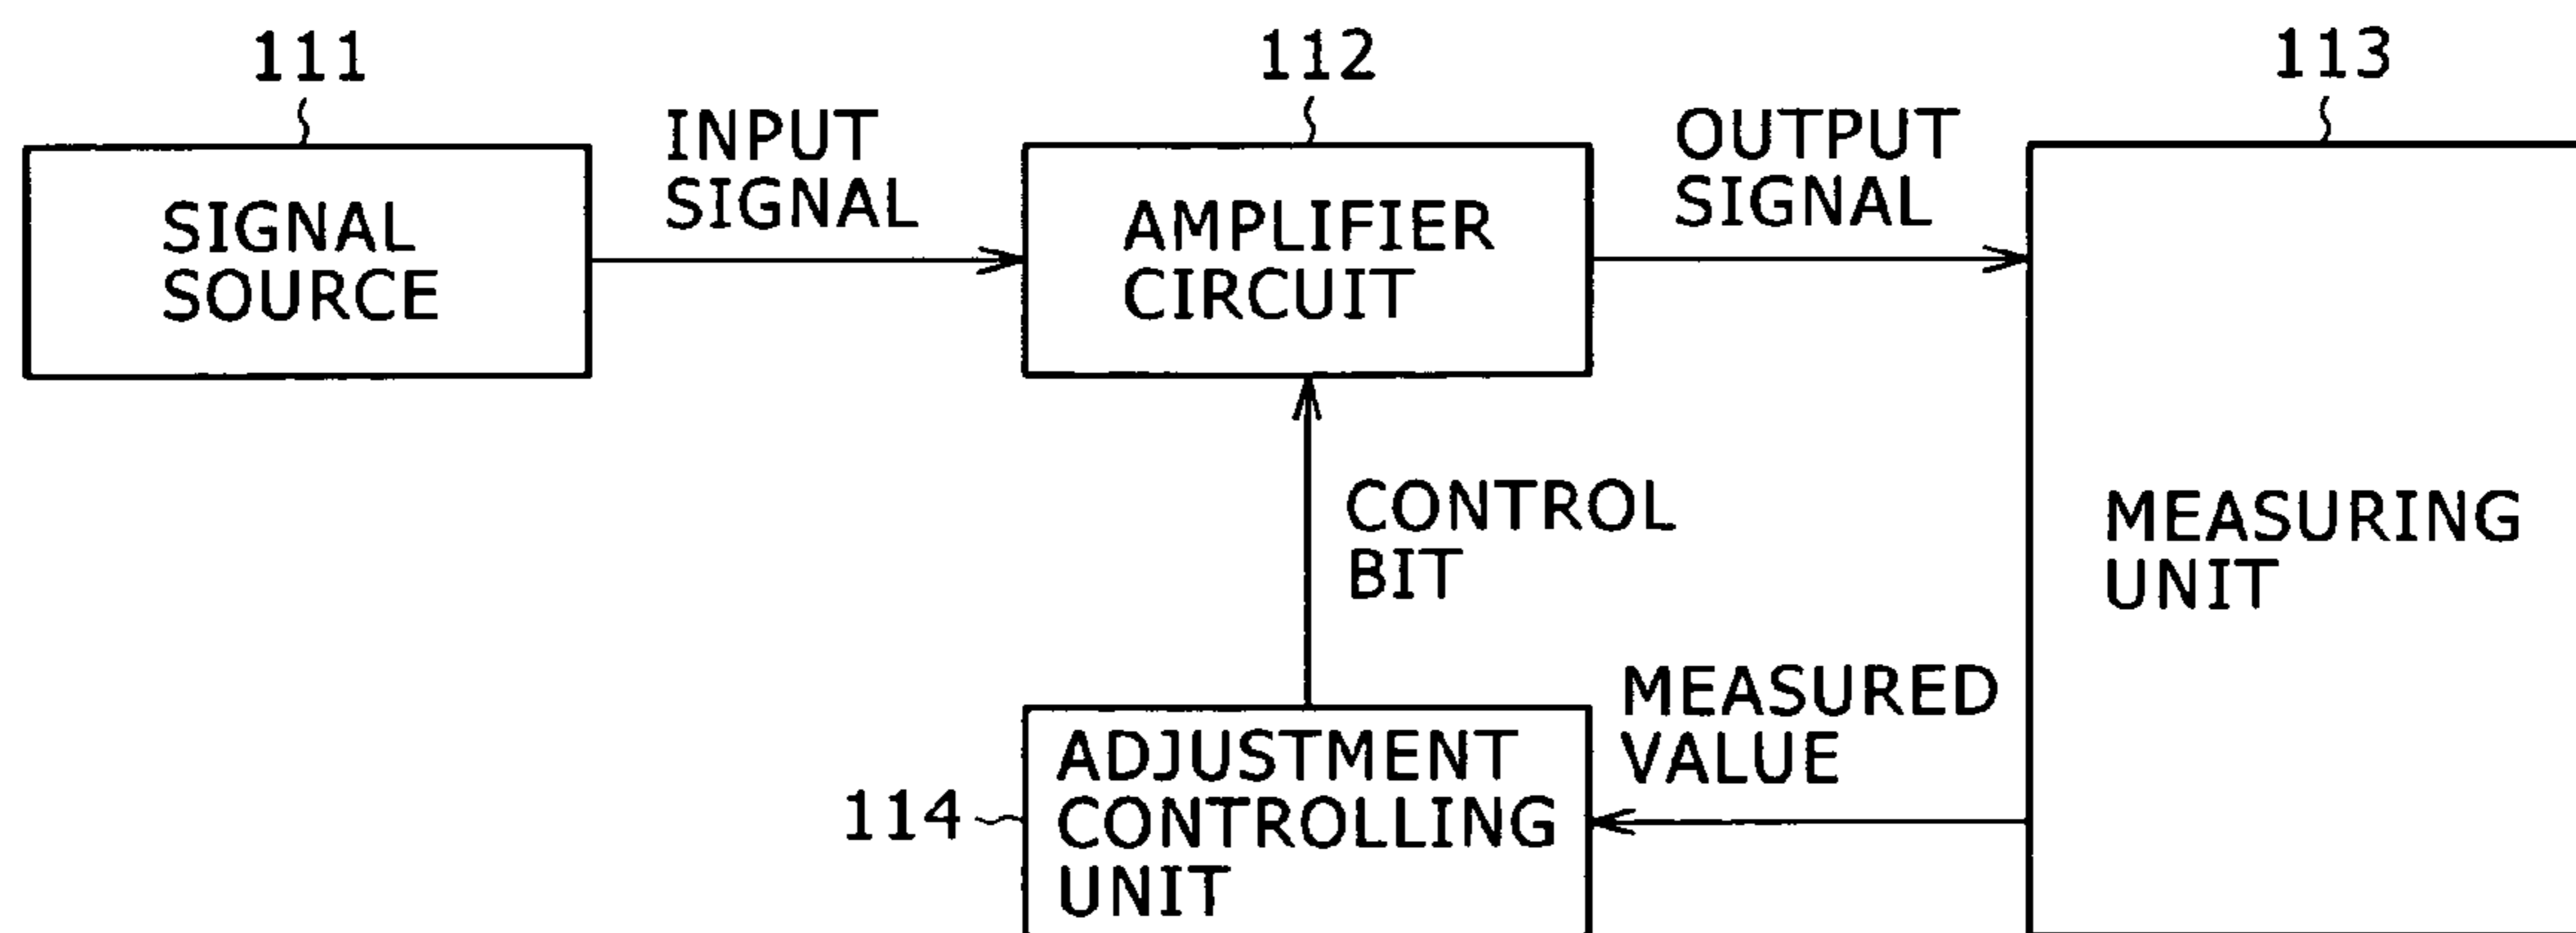 111
112
113
INPUT
SIGNAL
OUTPUT
SIGNAL
SIGNAL
SOURCE
AMPLIFIER
CIRCUIT
CONTROL
BIT
MEASURING
UNIT
MEASURED
VALUE
114
ADJUSTMENT
CONTROLLING
UNIT